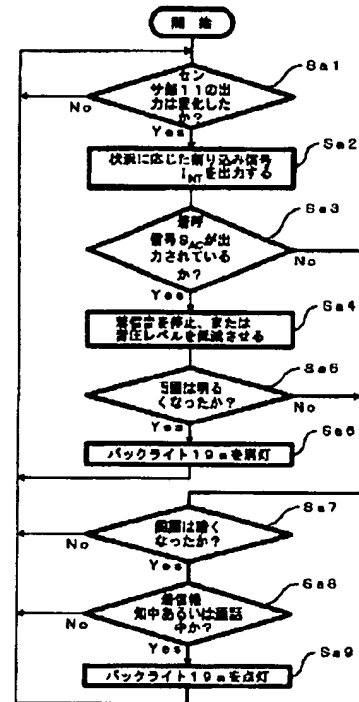 開始
セン
サ部11の出
力は変化した
か?
Sa1
No
Yes
状況に応じた割り込み信号
INTを出力する
Sa2
信号SACが出
力されている
か?
Sa3
No
Yes
着信音を停止、または
音圧レベルを低減させる
Sa4
周囲は明る
くなったか?
Sa5
No
Yes
バックライト19aを消灯
Sa6
周囲は暗く
なったか?
Sa7
No
Yes
着信報
知中あるいは通話
中か?
Sa8
No
Yes
バックライト19aを点灯
Sa9